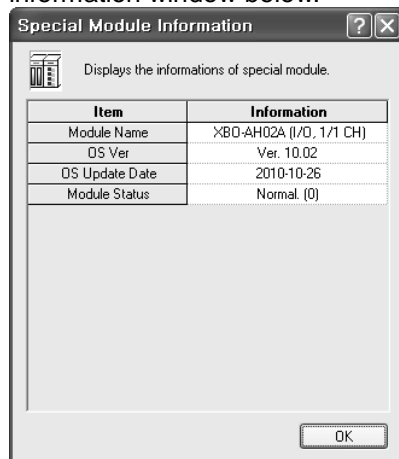 information window below.
Special Module Information
Displays the informations of special module.
Item Information
Module Name XBO-AH02A (I/O, 1/1 CH)
OS Ver Ver. 10.02
OS Update Date 2010-10-26
Module Status Normal. (0)
OK